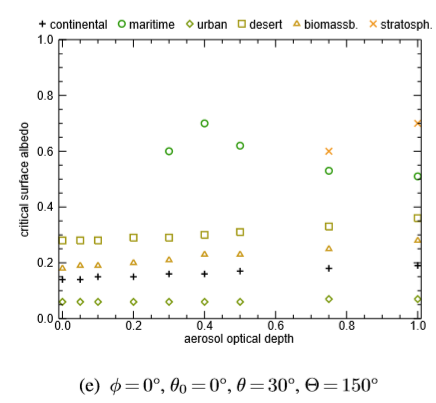 continental maritime urban desert biomassb. stratosph.
1.0
0.8
0.6
0.4
0.2
0.0
critical surface albedo
0.0 0.2 0.4 0.6 0.8 1.0
aerosol optical depth
(e) ϕ = 0°, θ₀ = 0°, θ = 30°, Θ = 150°